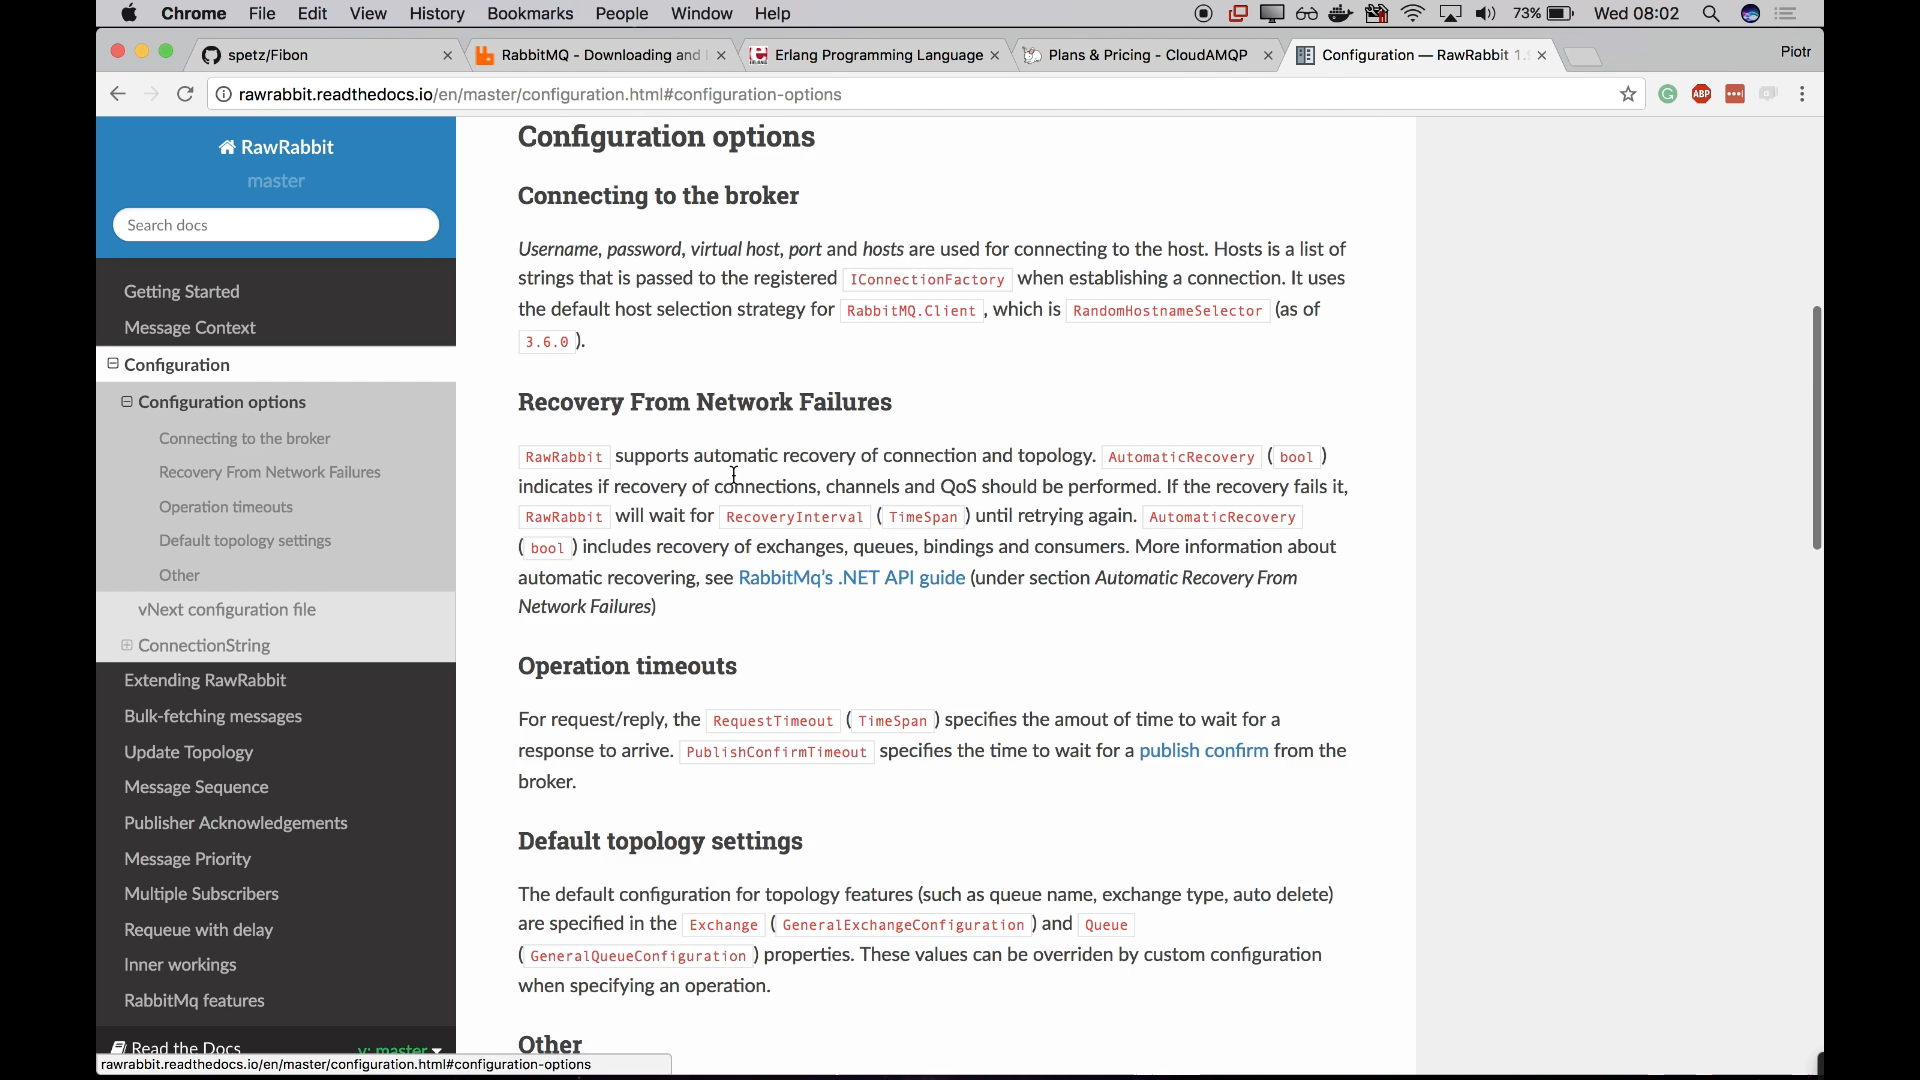 Chrome File Edit View History Bookmarks People Window Help 73% Wed 08:02
spetz/Fibon
RabbitMQ - Downloading and
Erlang Programming Language
Plans & Pricing - CloudAMQP
Configuration — RawRabbit 1.
Piotr
rawrabbit.readthedocs.io/en/master/configuration.html#configuration-options
ABP
RawRabbit
master
Search docs
Getting Started
Message Context
Configuration
Configuration options
Connecting to the broker
Recovery From Network Failures
Operation timeouts
Default topology settings
Other
vNext configuration file
ConnectionString
Extending RawRabbit
Bulk-fetching messages
Update Topology
Message Sequence
Publisher Acknowledgements
Message Priority
Multiple Subscribers
Requeue with delay
Inner workings
RabbitMq features
Read the Docs v: master
rawrabbit.readthedocs.io/en/master/configuration.html#configuration-options
Configuration options
Connecting to the broker
Username, password, virtual host, port and hosts are used for connecting to the host. Hosts is a list of
strings that is passed to the registered IConnectionFactory when establishing a connection. It uses
the default host selection strategy for RabbitMQ.Client , which is RandomHostnameSelector (as of
3.6.0 ).
Recovery From Network Failures
RawRabbit supports automatic recovery of connection and topology. AutomaticRecovery ( bool )
indicates if recovery of connections, channels and QoS should be performed. If the recovery fails it,
RawRabbit will wait for RecoveryInterval ( TimeSpan ) until retrying again. AutomaticRecovery
( bool ) includes recovery of exchanges, queues, bindings and consumers. More information about
automatic recovering, see RabbitMq's .NET API guide (under section Automatic Recovery From
Network Failures)
Operation timeouts
For request/reply, the RequestTimeout ( TimeSpan ) specifies the amout of time to wait for a
response to arrive. PublishConfirmTimeout specifies the time to wait for a publish confirm from the
broker.
Default topology settings
The default configuration for topology features (such as queue name, exchange type, auto delete)
are specified in the Exchange ( GeneralExchangeConfiguration ) and Queue
( GeneralQueueConfiguration ) properties. These values can be overriden by custom configuration
when specifying an operation.
Other